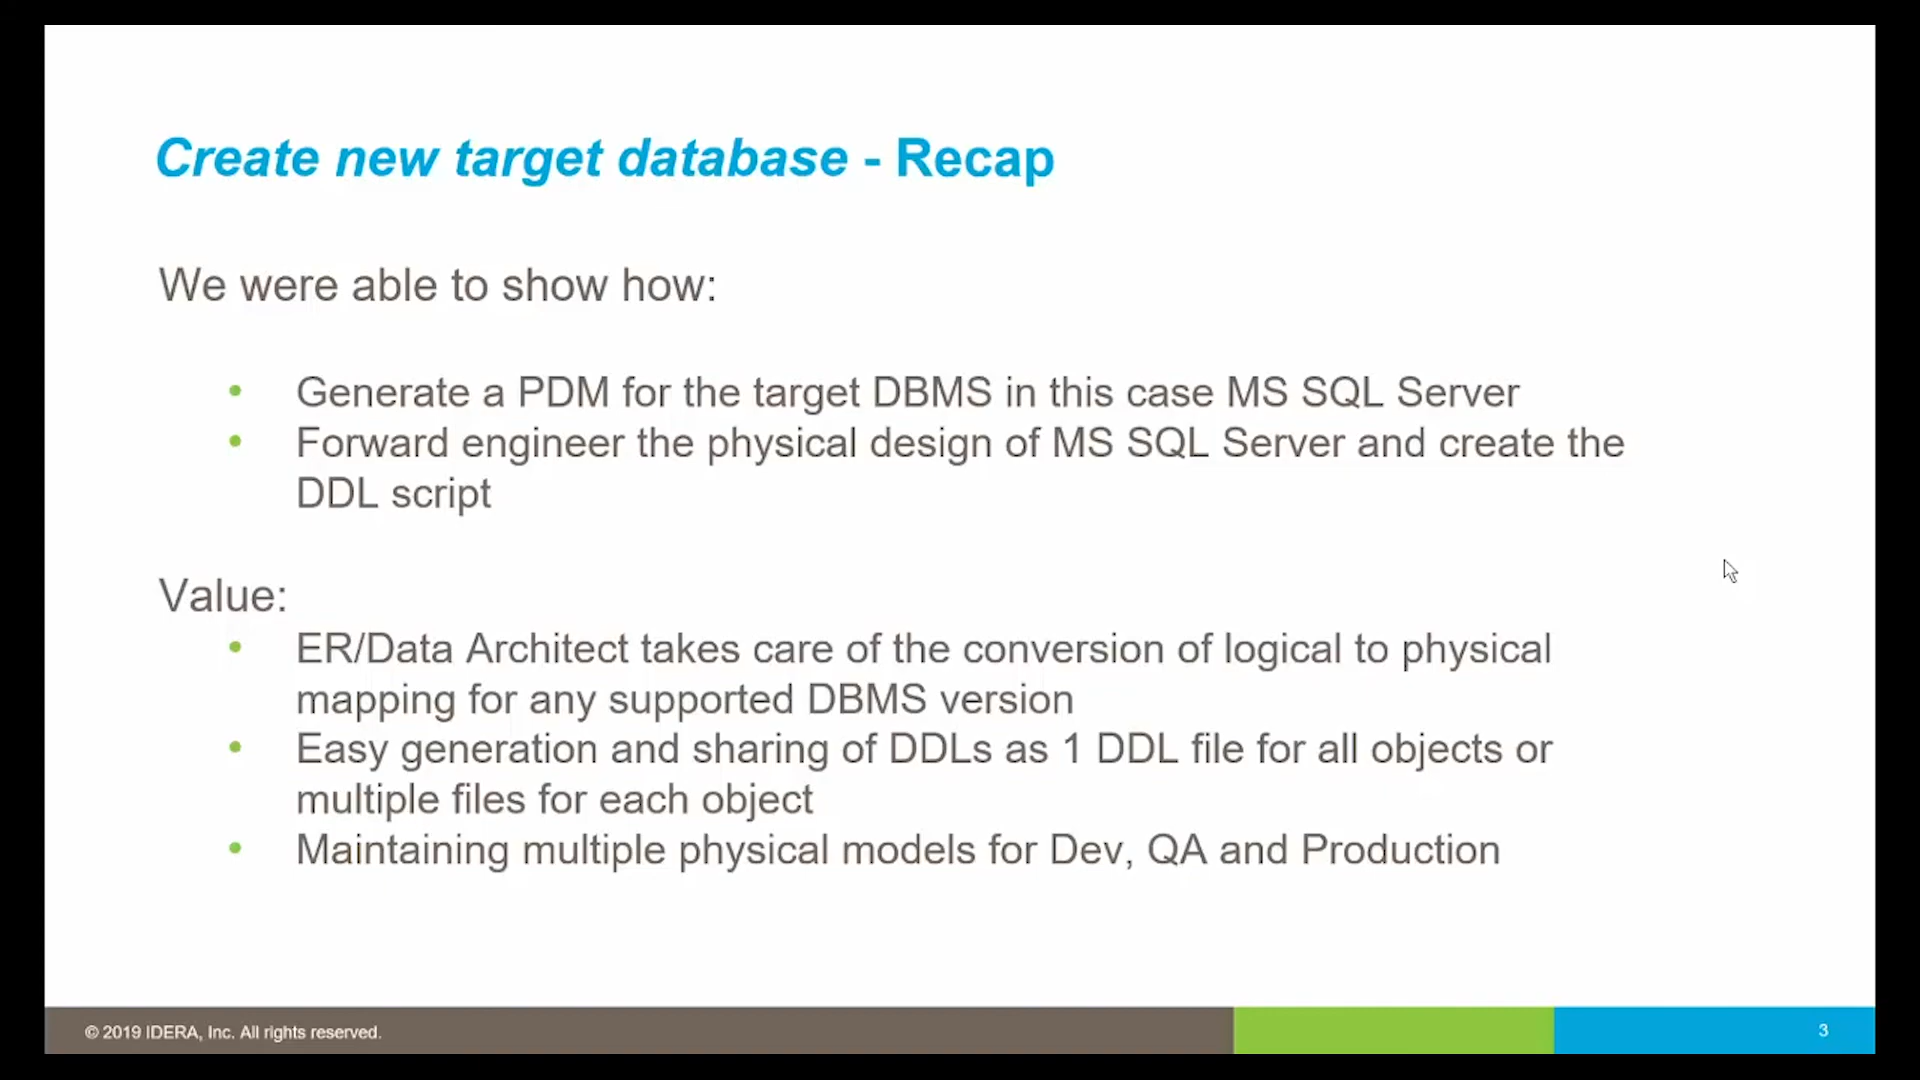 Create new target database - Recap
We were able to show how:
• Generate a PDM for the target DBMS in this case MS SQL Server
• Forward engineer the physical design of MS SQL Server and create the
DDL script
Value:
• ER/Data Architect takes care of the conversion of logical to physical
mapping for any supported DBMS version
• Easy generation and sharing of DDLs as 1 DDL file for all objects or
multiple files for each object
• Maintaining multiple physical models for Dev, QA and Production
© 2019 IDERA, Inc. All rights reserved.
3